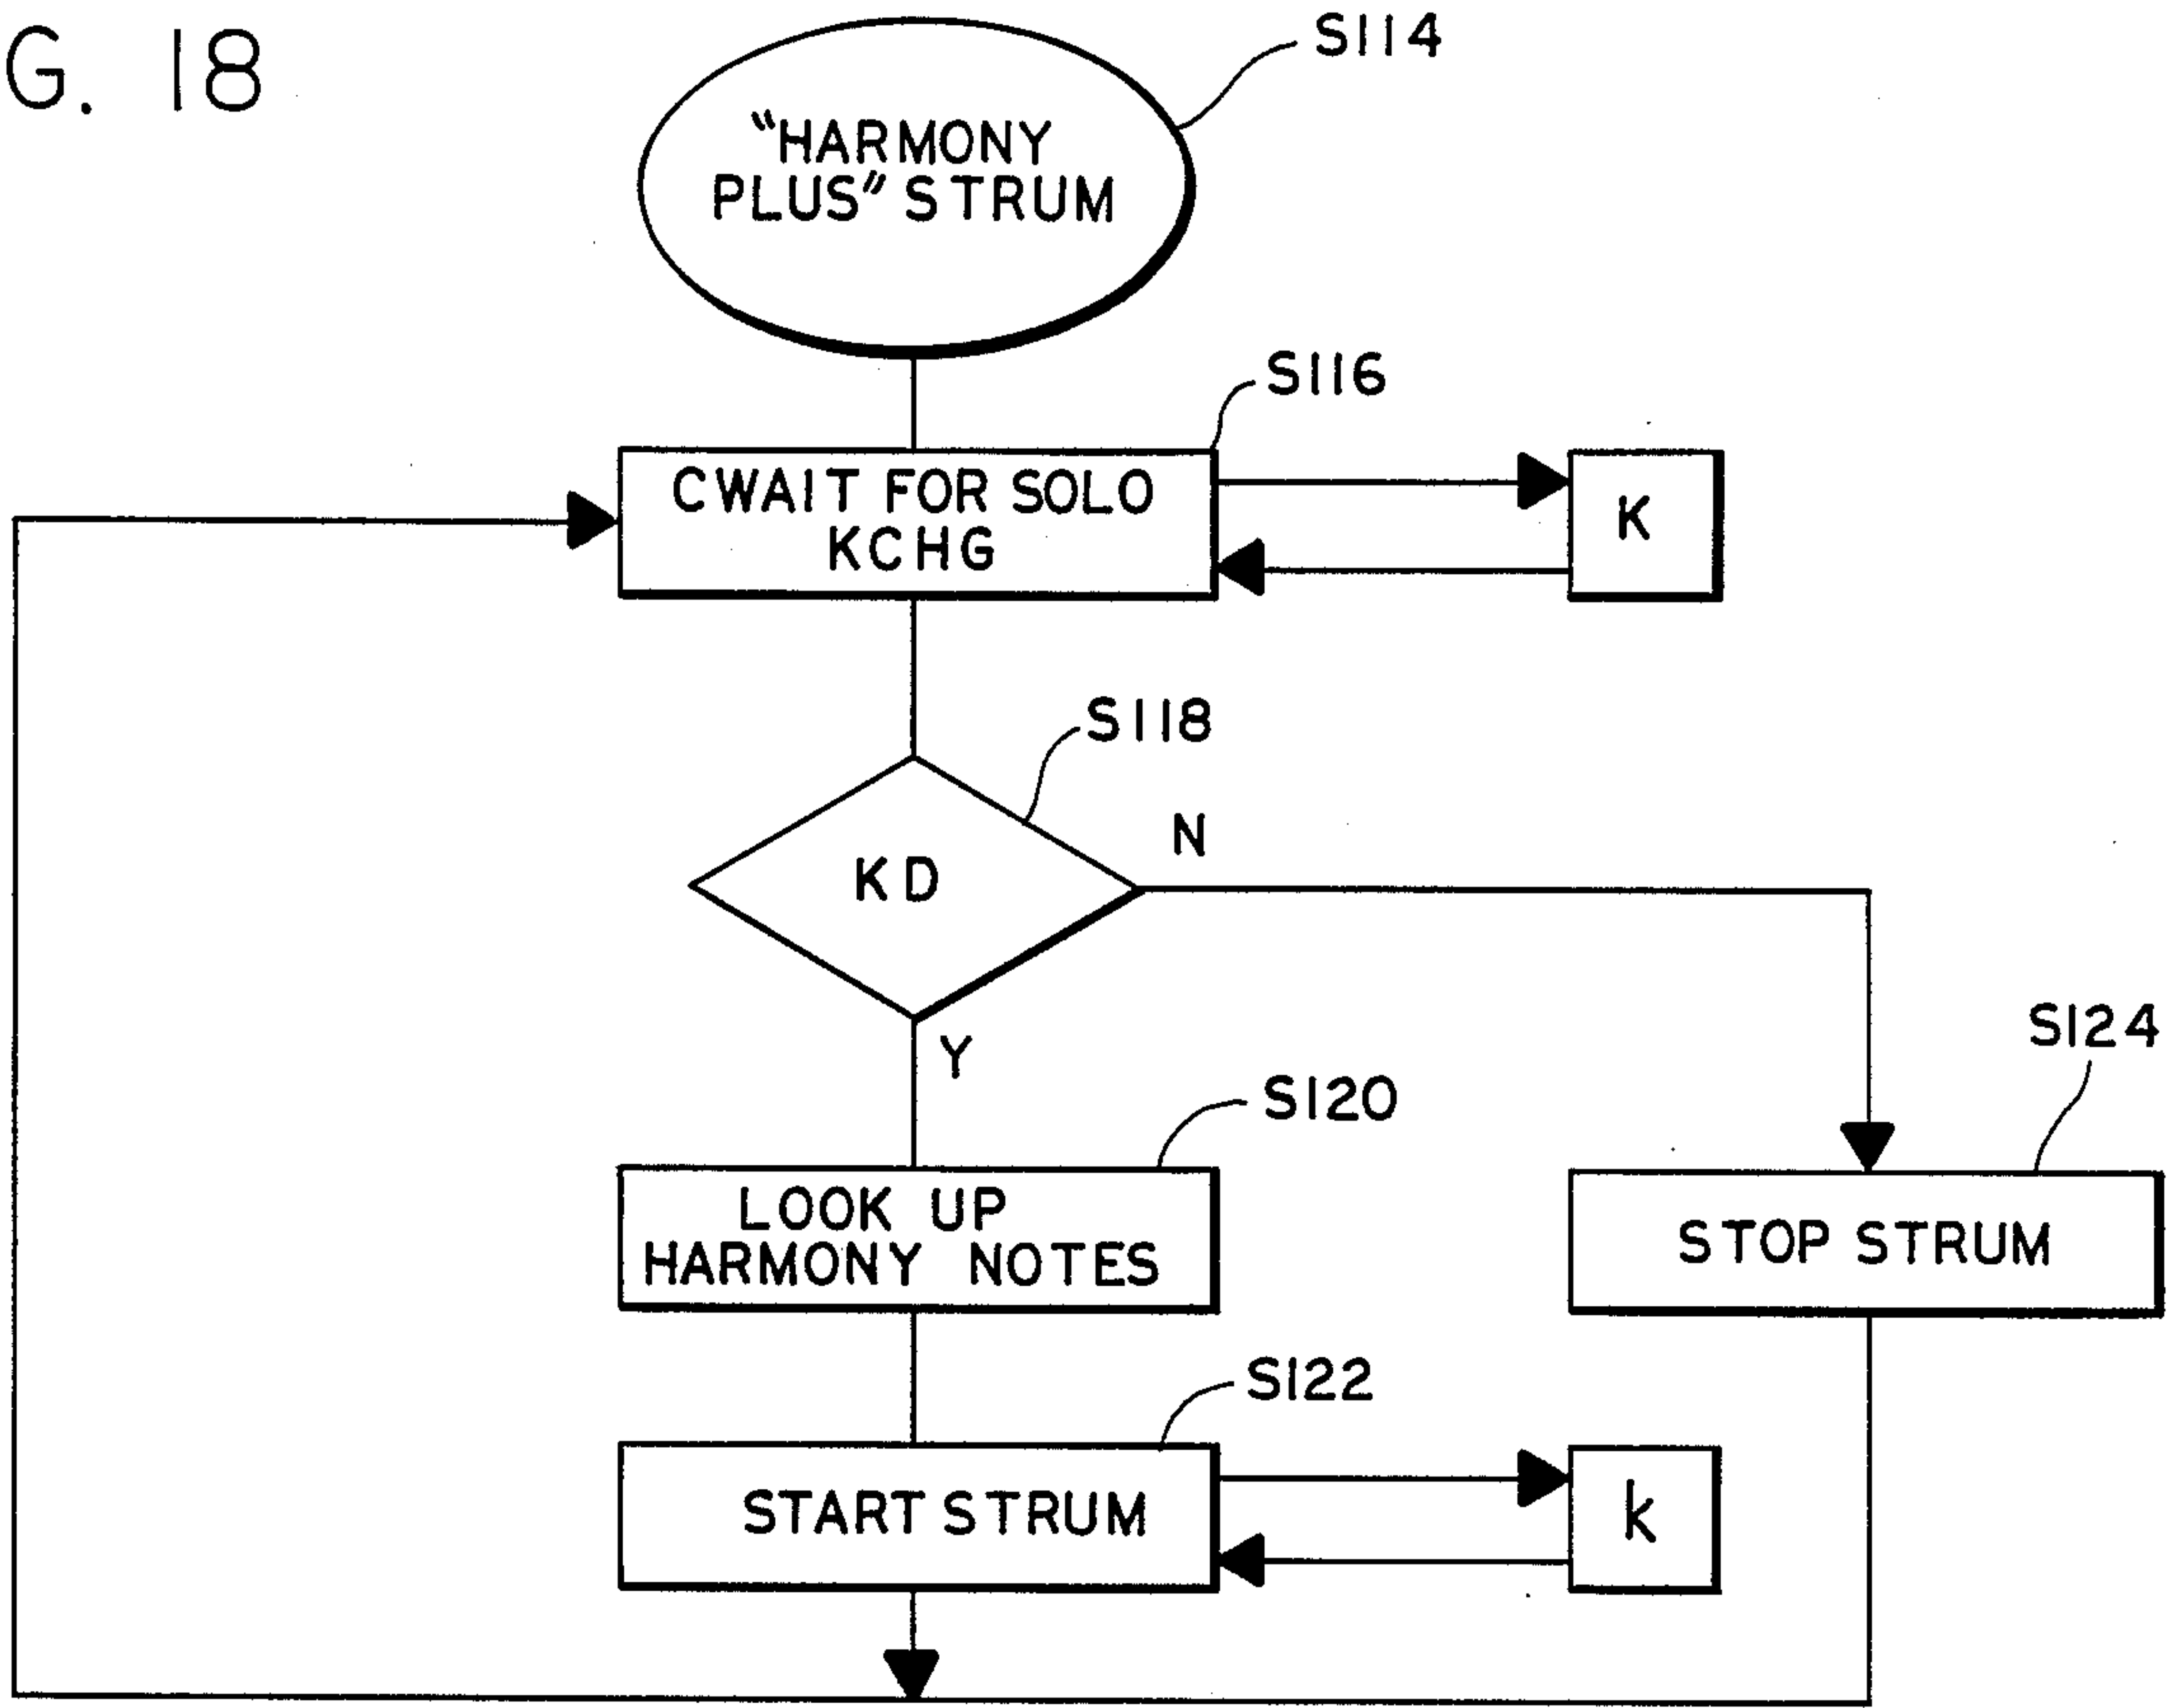 G. 18
S114
"HARMONY
PLUS" STRUM
S116
CWAIT FOR SOLO
KCHG
K
S118
KD
N
Y
S124
S120
LOOK UP
HARMONY NOTES
STOP STRUM
S122
START STRUM
k